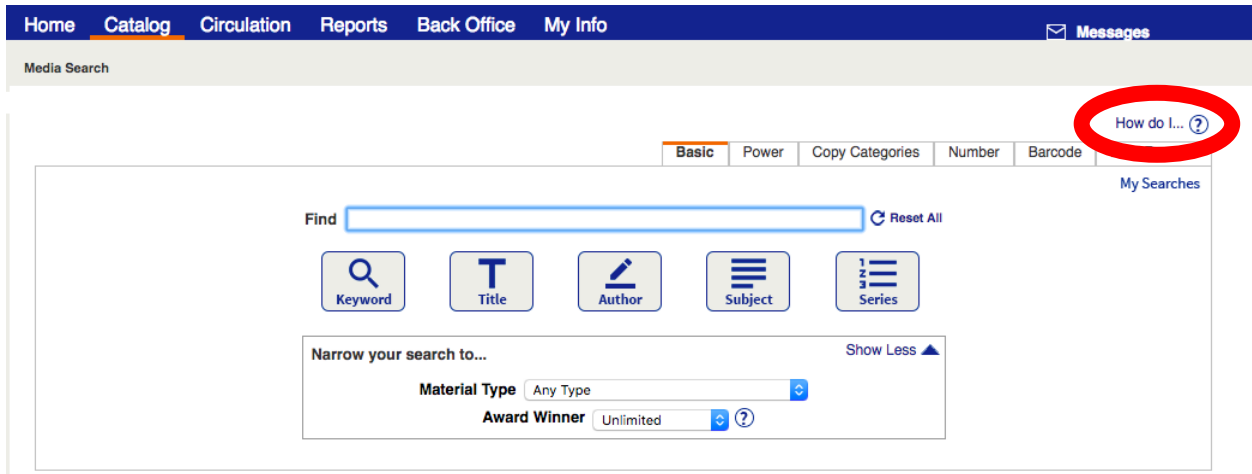 Home Catalog Circulation Reports Back Office My Info Messages
Media Search
How do I... ?
Basic Power Copy Categories Number Barcode
My Searches
Find Reset All
Keyword Title Author Subject Series
Narrow your search to... Show Less
Material Type Any Type
Award Winner Unlimited ?